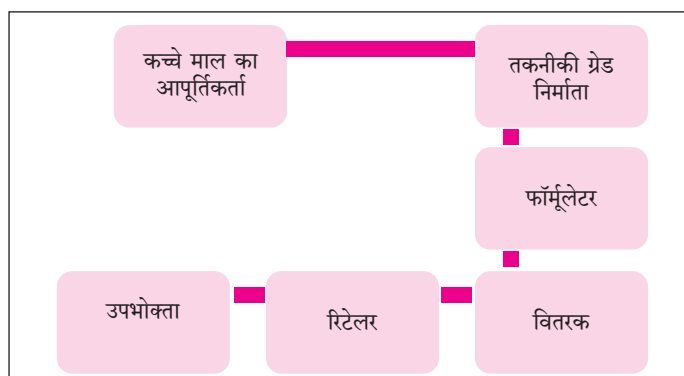 कच्चे माल का
आपूर्तिकर्ता
तकनीकी ग्रेड
निर्माता
फॉर्मूलेटर
वितरक
रिटेलर
उपभोक्ता